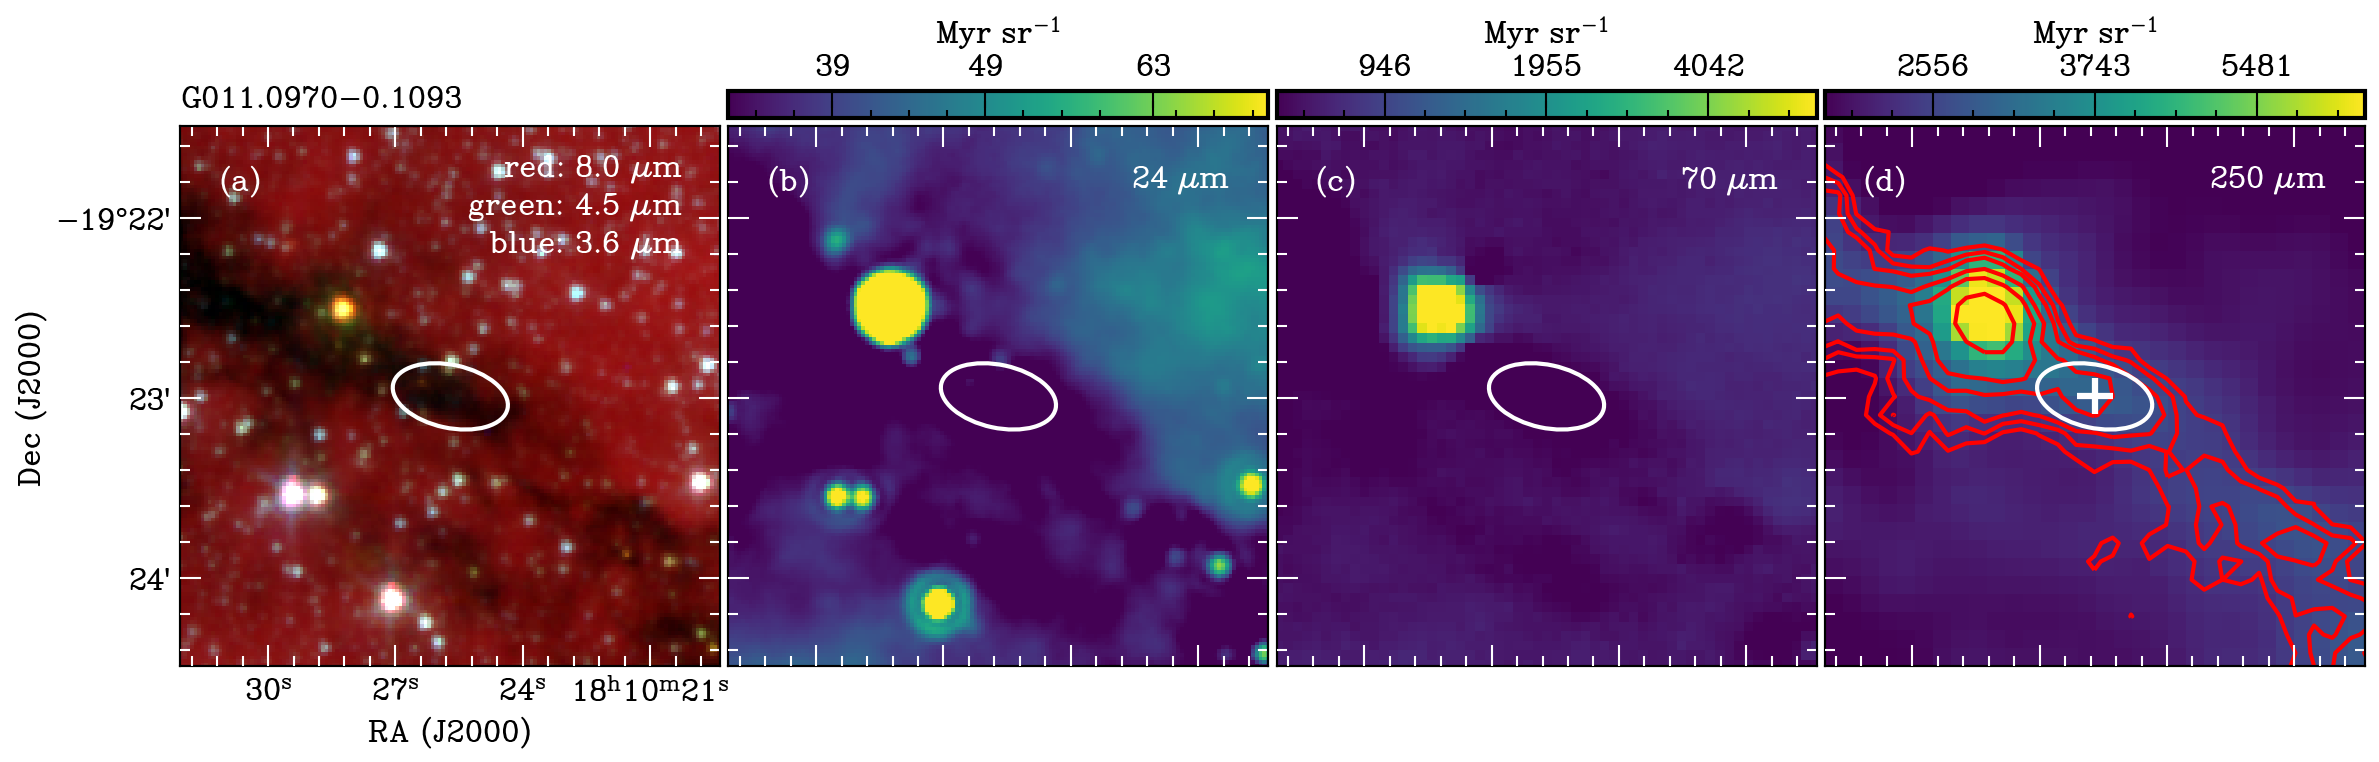 Myr sr⁻¹
39 49 63
Myr sr⁻¹
946 1955 4042
Myr sr⁻¹
2556 3743 5481
G011.0970−0.1093
(a)
red: 8.0 μm
green: 4.5 μm
blue: 3.6 μm
(b)
24 μm
(c)
70 μm
(d)
250 μm
−19°22'
23'
24'
Dec (J2000)
30ˢ 27ˢ 24ˢ 18ʰ10ᵐ21ˢ
RA (J2000)